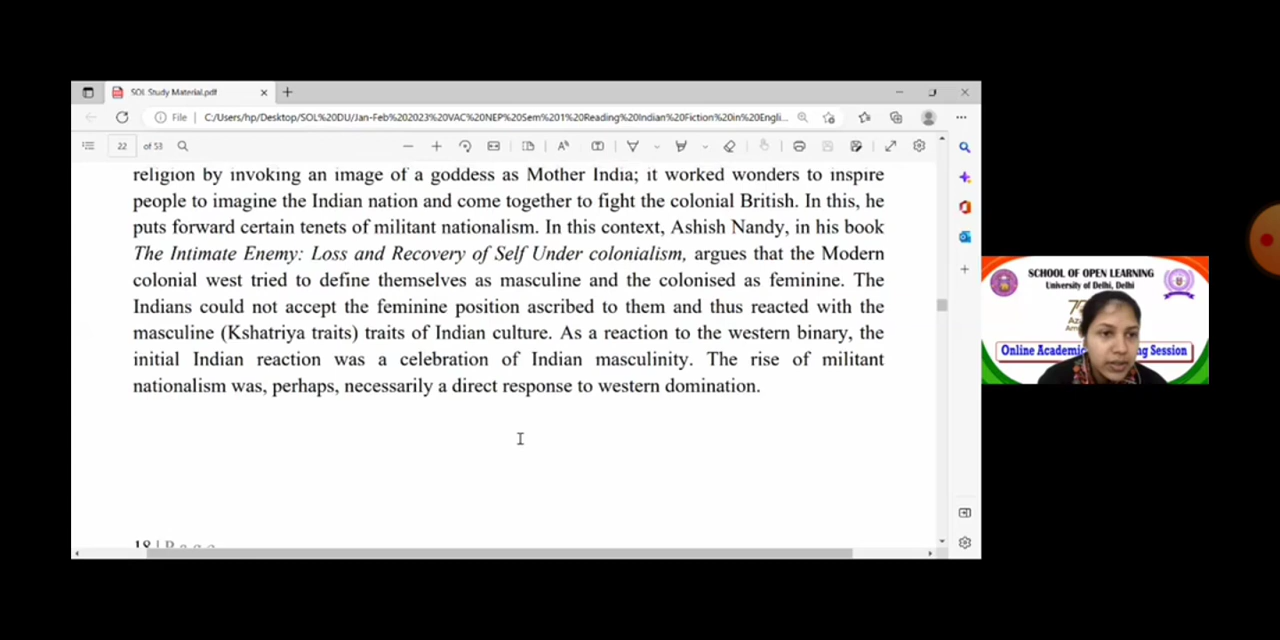 SOL Study Material.pdf
File
C:/Users/hp/Desktop/SOL%20DU/Jan-Feb%202023%20VAC%20NEP%20Sem%201%20Reading%20Indian%20Fiction%20in%20Engli...
22 of 53
religion by invoking an image of a goddess as Mother India; it worked wonders to inspire
people to imagine the Indian nation and come together to fight the colonial British. In this, he
puts forward certain tenets of militant nationalism. In this context, Ashish Nandy, in his book
The Intimate Enemy: Loss and Recovery of Self Under colonialism, argues that the Modern
colonial west tried to define themselves as masculine and the colonised as feminine. The
Indians could not accept the feminine position ascribed to them and thus reacted with the
masculine (Kshatriya traits) traits of Indian culture. As a reaction to the western binary, the
initial Indian reaction was a celebration of Indian masculinity. The rise of militant
nationalism was, perhaps, necessarily a direct response to western domination.
18 | Page
SCHOOL OF OPEN LEARNING
University of Delhi, Delhi
Online Academic
Session